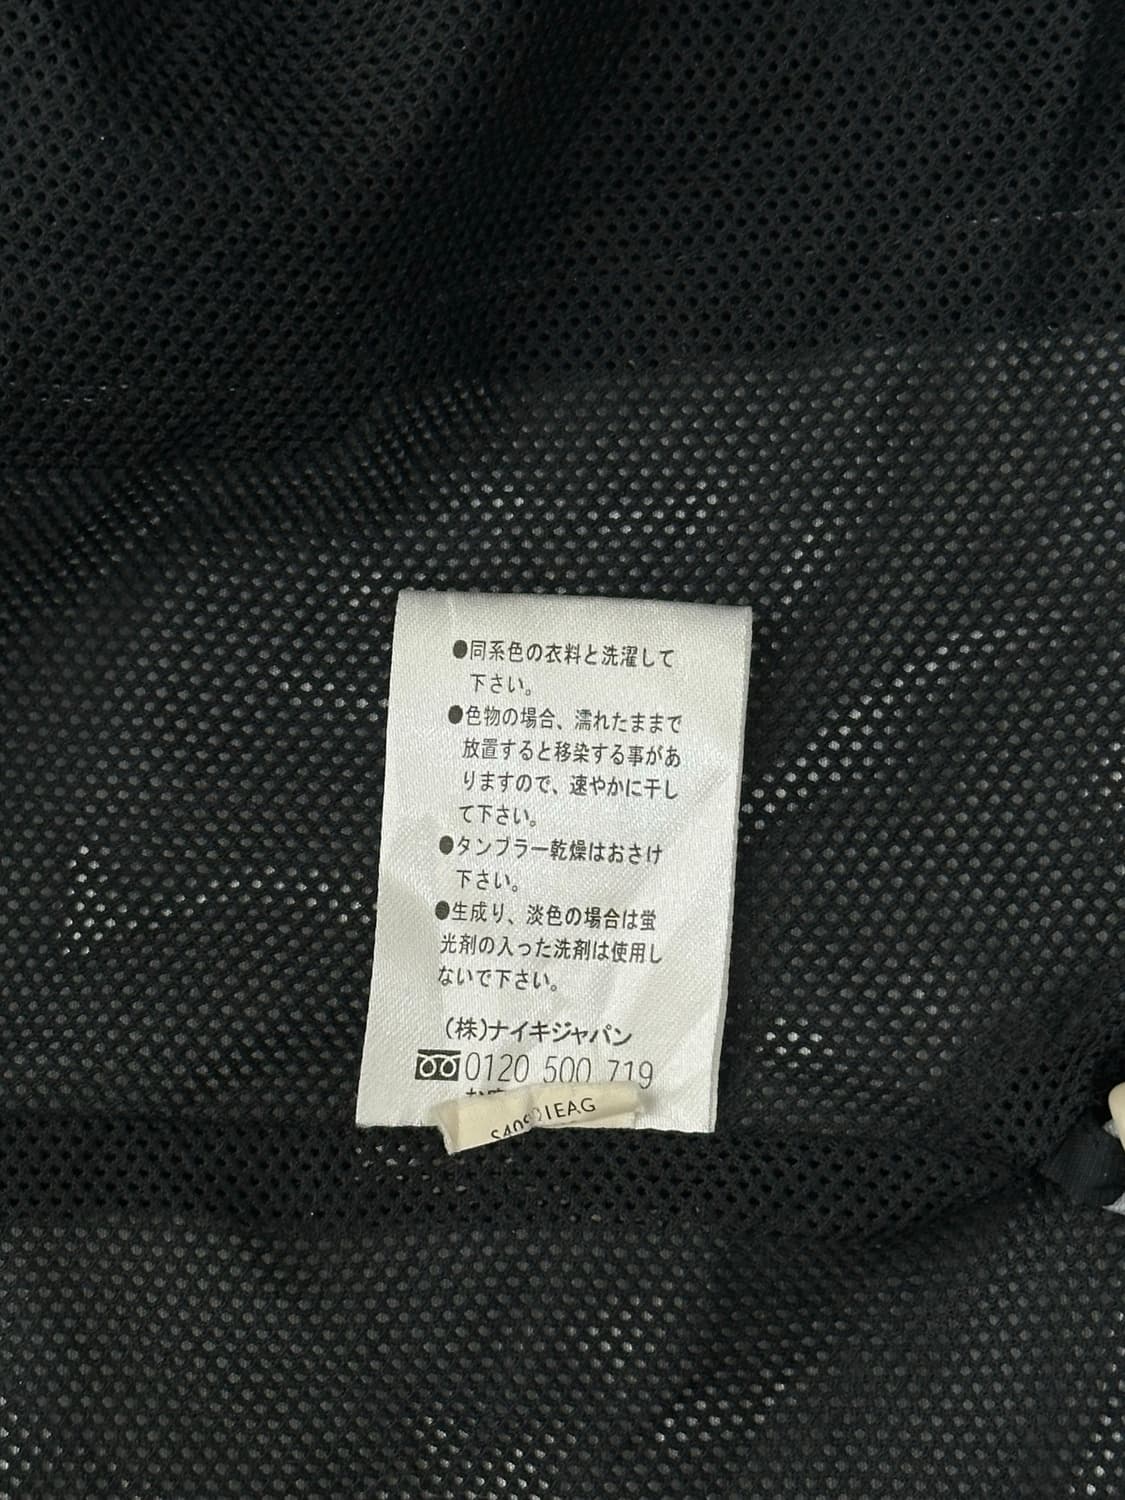 ●同系色の衣料と洗濯して
下さい。
●色物の場合、濡れたままで
放置すると移染する事があ
りますので、速やかに干し
て下さい。
●タンブラー乾燥はおさけ
下さい。
●生成り、淡色の場合は蛍
光剤の入った洗剤は使用し
ないで下さい。
(株)ナイキジャパン
0120 500 719